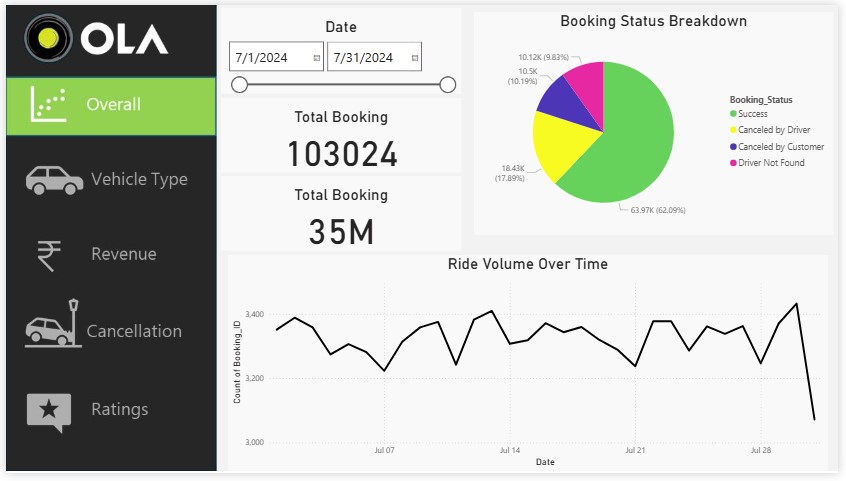 OLA
Overall
Vehicle Type
Revenue
Cancellation
Ratings
Date
7/1/2024
7/31/2024
Total Booking
103024
Total Booking
35M
Booking Status Breakdown
10.12K (9.83%)
10.5K
(10.19%)
18.43K
(17.89%)
63.97K (62.09%)
Booking_Status
Success
Canceled by Driver
Canceled by Customer
Driver Not Found
Ride Volume Over Time
Count of Booking_ID
3,400
3,200
3,000
Jul 07
Jul 14
Jul 21
Jul 28
Date